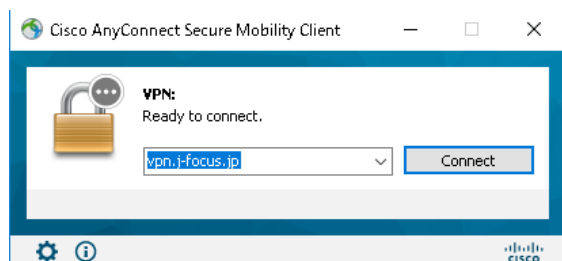 Cisco AnyConnect Secure Mobility Client
VPN:
Ready to connect.
vpn.j-focus.jp
Connect
CISCO